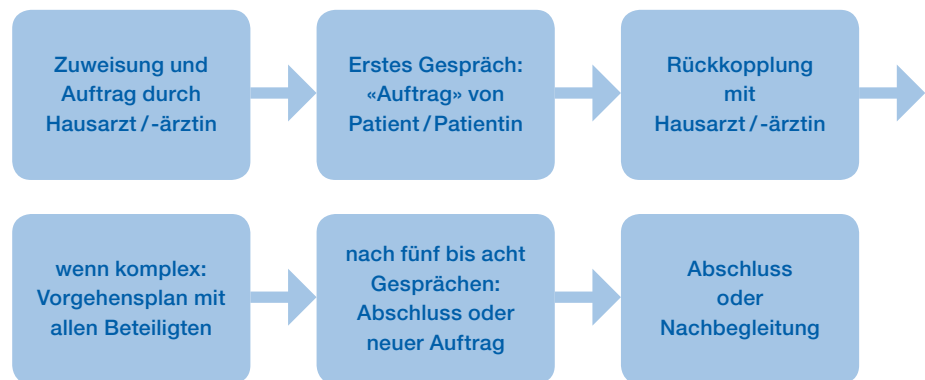 Zuweisung und
Auftrag durch
Hausarzt / -ärztin
Erstes Gespräch:
«Auftrag» von
Patient / Patientin
Rückkopplung
mit
Hausarzt / -ärztin
wenn komplex:
Vorgehensplan mit
allen Beteiligten
nach fünf bis acht
Gesprächen:
Abschluss oder
neuer Auftrag
Abschluss
oder
Nachbegleitung